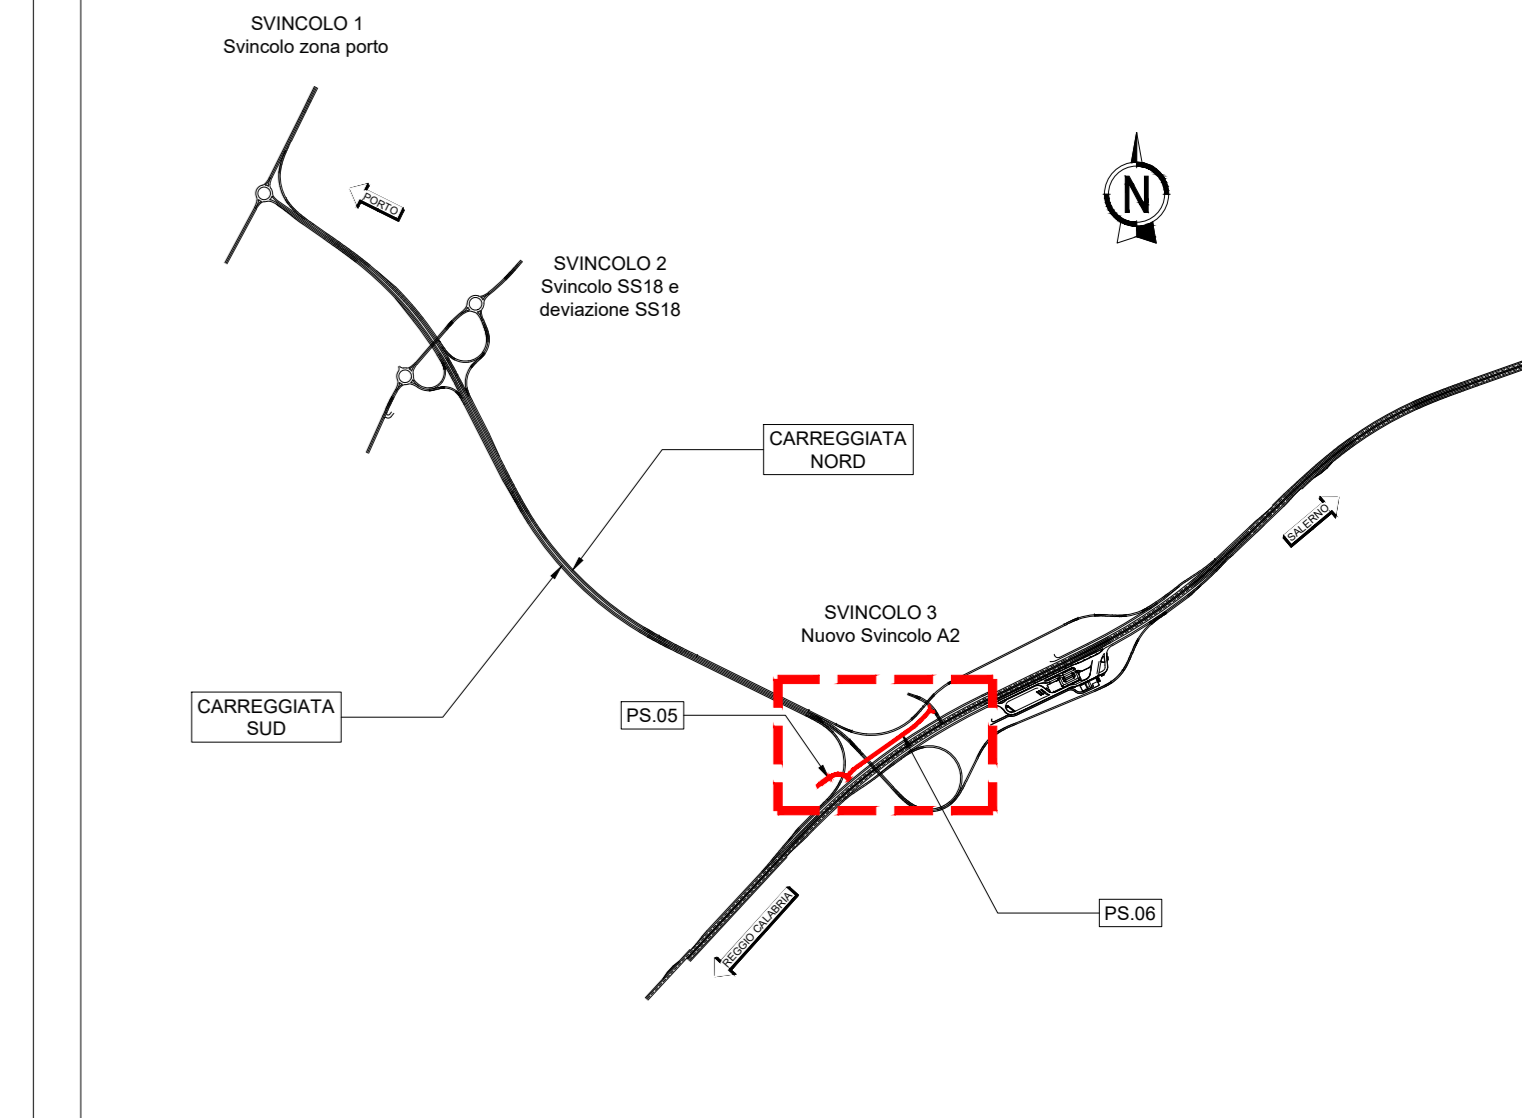 SVINCOLO 1
Svincolo zona porto
PORTO
N
SVINCOLO 2
Svincolo SS18 e
deviazione SS18
CARREGGIATA
NORD
SALERNO
SVINCOLO 3
Nuovo Svincolo A2
CARREGGIATA
SUD
PS.05
PS.06
REGGIO CALABRIA